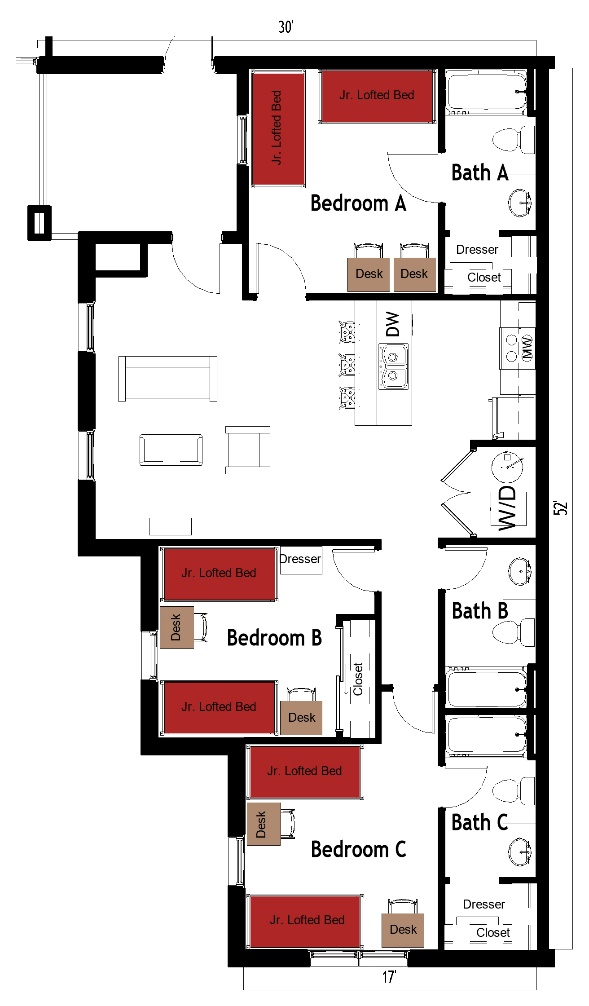 30'
Jr. Lofted Bed
Jr. Lofted Bed
Bath A
Bedroom A
Dresser
Desk
Desk
Closet
DW
MW
W/D
52'
Dresser
Jr. Lofted Bed
Desk
Bedroom B
Bath B
Closet
Jr. Lofted Bed
Desk
Jr. Lofted Bed
Desk
Bedroom C
Bath C
Dresser
Jr. Lofted Bed
Desk
Closet
17'